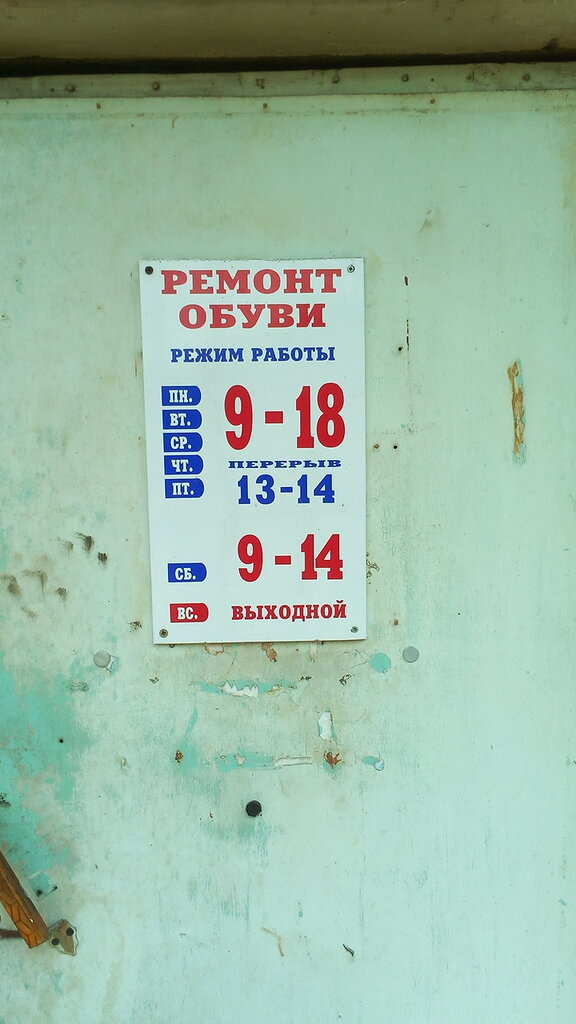 РЕМОНТ
ОБУВИ
РЕЖИМ РАБОТЫ
ПН.
ВТ.
СР.
ЧТ.
ПТ.
9-18
ПЕРЕРЫВ
13-14
СБ. 9-14
ВС. ВЫХОДНОЙ